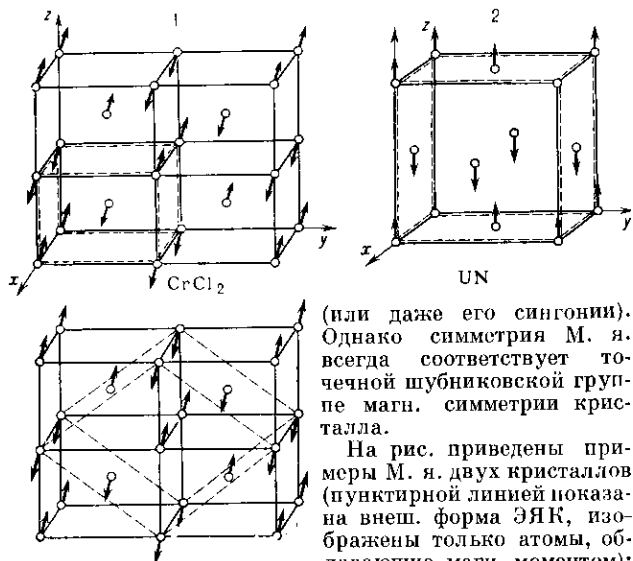 1
2
z
z
y
y
x
x
CrCl2
UN
(или даже его сингонии).
Однако симметрия М. я.
всегда соответствует то-
чечной шубниковской груп-
пе магн. симметрии крис-
талла.
На рис. приведены при-
меры М. я. двух кристаллов
(пунктирной линией показа-
на внеш. форма ЭЯК, изо-
бражены только атомы, об-
магн. моментом):